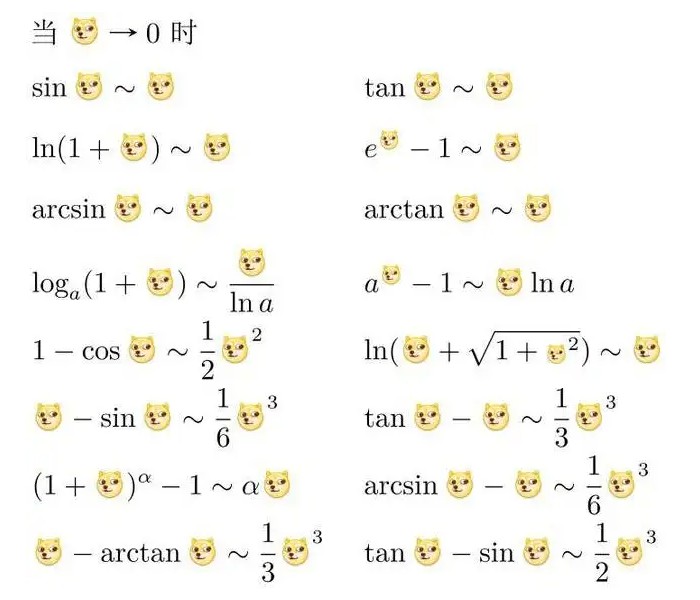 当 🐶 → 0 时
sin 🐶 ~ 🐶 tan 🐶 ~ 🐶
ln(1 + 🐶) ~ 🐶 e^🐶 − 1 ~ 🐶
arcsin 🐶 ~ 🐶 arctan 🐶 ~ 🐶
logₐ(1 + 🐶) ~ 🐶/ln a a^🐶 − 1 ~ 🐶 ln a
1 − cos 🐶 ~ 1/2 🐶² ln(🐶 + √(1 + 🐶²)) ~ 🐶
🐶 − sin 🐶 ~ 1/6 🐶³ tan 🐶 − 🐶 ~ 1/3 🐶³
(1 + 🐶)^α − 1 ~ α🐶 arcsin 🐶 − 🐶 ~ 1/6 🐶³
🐶 − arctan 🐶 ~ 1/3 🐶³ tan 🐶 − sin 🐶 ~ 1/2 🐶³